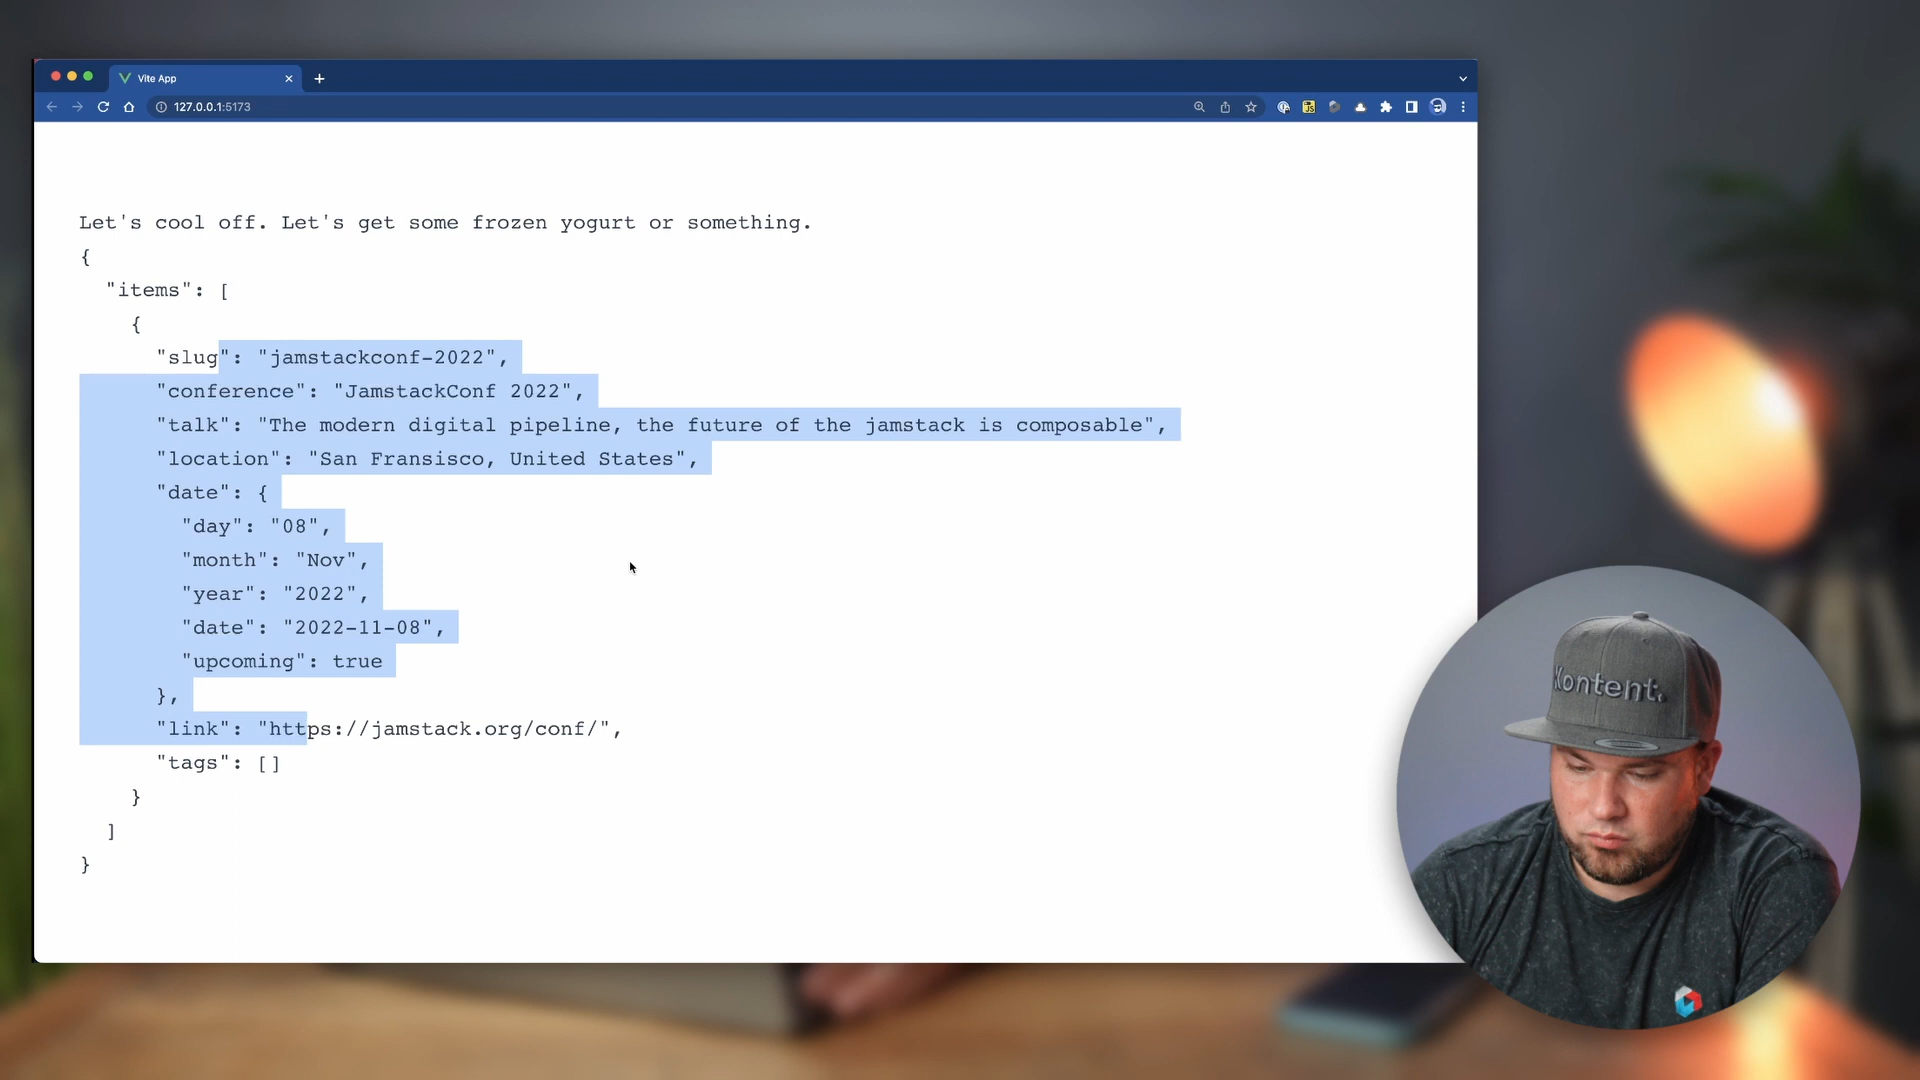 Vite App
127.0.0.1:5173
Let's cool off. Let's get some frozen yogurt or something.
{
"items": [
{
"slug": "jamstackconf-2022",
"conference": "JamstackConf 2022",
"talk": "The modern digital pipeline, the future of the jamstack is composable",
"location": "San Fransisco, United States",
"date": {
"day": "08",
"month": "Nov",
"year": "2022",
"date": "2022-11-08",
"upcoming": true
},
"link": "https://jamstack.org/conf/",
"tags": []
}
]
}
Kontent.